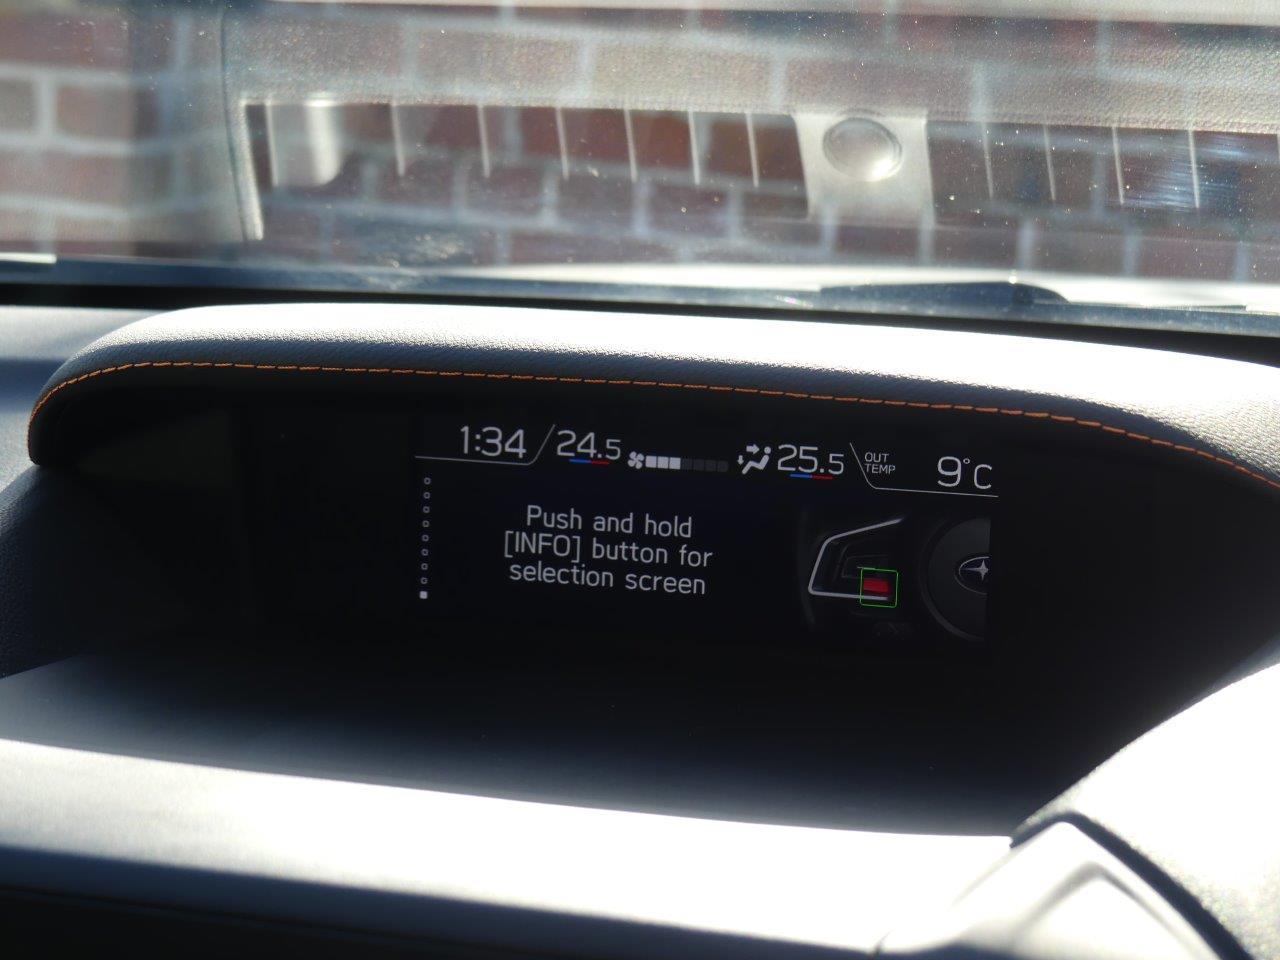 1:34 24.5 25.5 OUT TEMP 9°C
Push and hold
[INFO] button for
selection screen